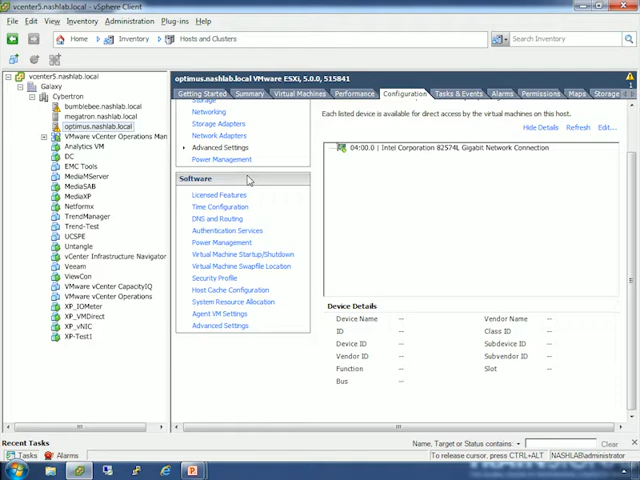 vcenter5.nashlab.local - vSphere Client
File Edit View Inventory Administration Plug-ins Help
Home Inventory Hosts and Clusters Search Inventory
vcenter5.nashlab.local
Galaxy
Cybertron
bumblebee.nashlab.local
megatron.nashlab.local
optimus.nashlab.local
VMware vCenter Operations Man
Analytics VM
DC
EMC Tools
MediaMServer
MediaSAB
MediaXP
Netformx
TrendManager
Trend-Test
UCSPE
Untangle
vCenter Infrastructure Navigator
Veeam
ViewCon
VMware vCenter CapacityIQ
VMware vCenter Operations
XP_IOMeter
XP_VMDirect
XP_vNIC
XP-Test1
optimus.nashlab.local VMware ESXi, 5.0.0, 515841
Getting Started Summary Virtual Machines Performance Configuration Tasks & Events Alarms Permissions Maps Storage
Storage
Networking
Storage Adapters
Network Adapters
Advanced Settings
Power Management
Software
Licensed Features
Time Configuration
DNS and Routing
Authentication Services
Power Management
Virtual Machine Startup/Shutdown
Virtual Machine Swapfile Location
Security Profile
Host Cache Configuration
System Resource Allocation
Agent VM Settings
Advanced Settings
Each listed device is available for direct access by the virtual machines on this host.
Hide Details Refresh Edit...
04:00.0 | Intel Corporation 82574L Gigabit Network Connection
Device Details
Device Name -- Vendor Name --
ID -- Class ID --
Device ID -- Subdevice ID --
Vendor ID -- Subvendor ID --
Function -- Slot --
Bus --
Recent Tasks
Name, Target or Status contains: Clear
Tasks Alarms
To release cursor, press CTRL+ALT NASHLAB\administrator